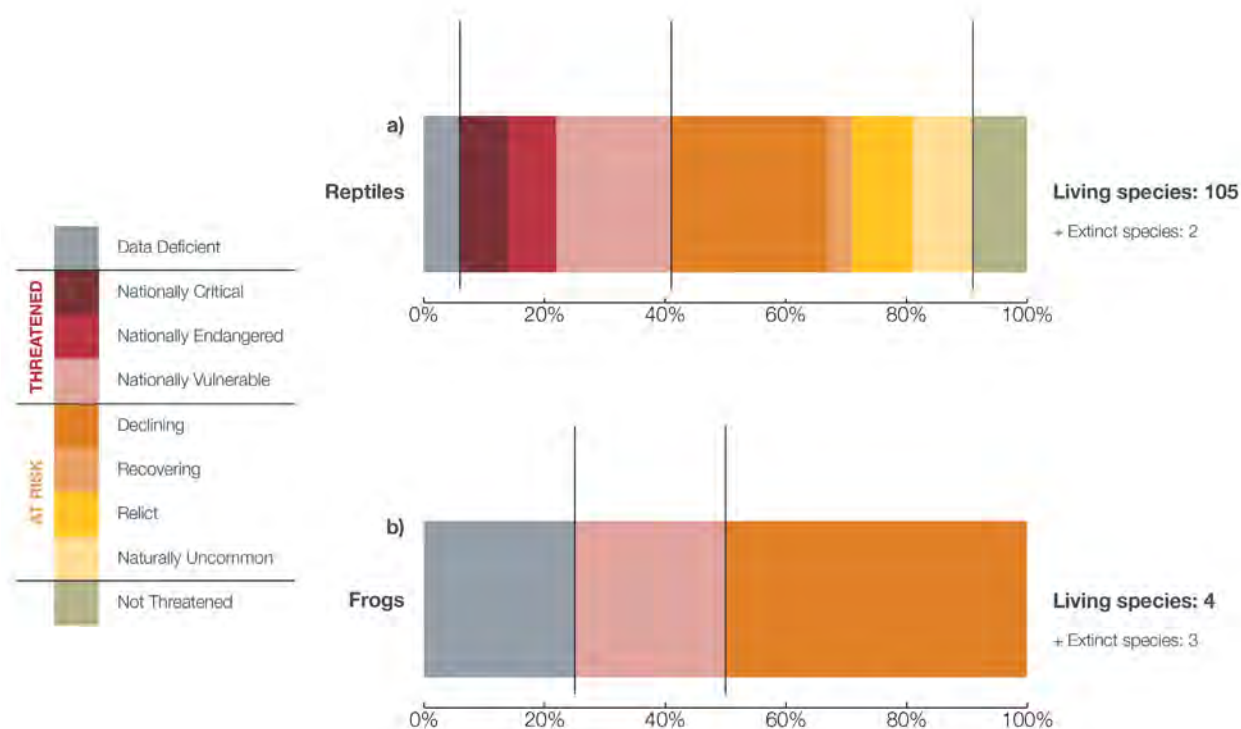 a)
Reptiles
Living species: 105
+ Extinct species: 2
0% 20% 40% 60% 80% 100%
Data Deficient
THREATENED
Nationally Critical
Nationally Endangered
Nationally Vulnerable
AT RISK
Declining
Recovering
Relict
Naturally Uncommon
Not Threatened
b)
Frogs
Living species: 4
+ Extinct species: 3
0% 20% 40% 60% 80% 100%